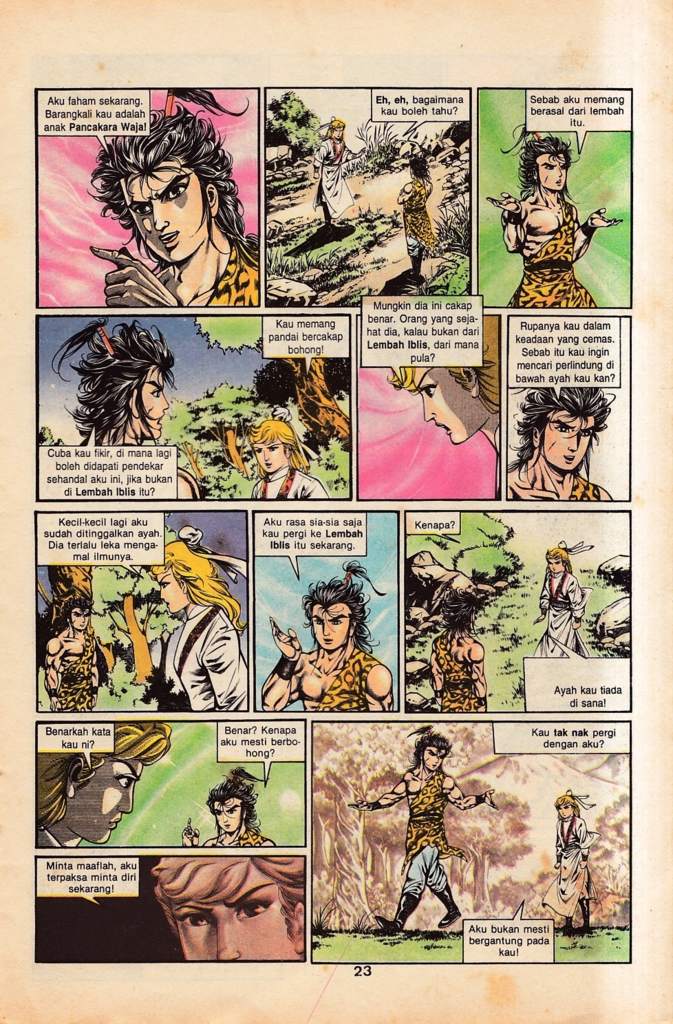 Aku faham sekarang.
Barangkali kau adalah
anak Pancakara Waja!
Eh, eh, bagaimana
kau boleh tahu?
Sebab aku memang
berasal dari lembah
itu.
Kau memang
pandai bercakap
bohong!
Cuba kau fikir, di mana lagi
boleh didapati pendekar
sehandal aku ini, jika bukan
di Lembah Iblis itu?
Mungkin dia ini cakap
benar. Orang yang seja-
hat dia, kalau bukan dari
Lembah Iblis, dari mana
pula?
Rupanya kau dalam
keadaan yang cemas.
Sebab itu kau ingin
mencari perlindung di
bawah ayah kau kan?
Kecil-kecil lagi aku
sudah ditinggalkan ayah.
Dia terlalu leka menga-
mal ilmunya.
Aku rasa sia-sia saja
kau pergi ke Lembah
Iblis itu sekarang.
Kenapa?
Ayah kau tiada
di sana!
Benarkah kata
kau ni?
Benar? Kenapa
aku mesti berbo-
hong?
Minta maaflah, aku
terpaksa minta diri
sekarang!
Kau tak nak pergi
dengan aku?
Aku bukan mesti
bergantung pada
kau!
23